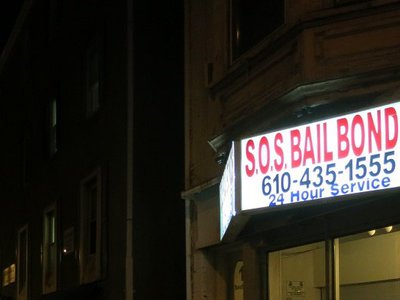 S.O.S. BAIL BOND
610-435-1555
24 Hour Service